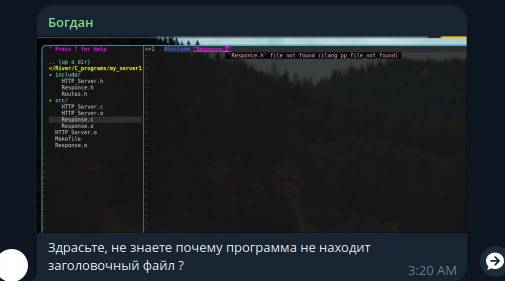 Богдан
" Press ? for help
>>1 #include "Responce.h"
'Responce.h' file not found (clang pp_file_not_found)
.. (up a dir)
</River/C_programs/my_server1
▾ include/
HTTP_Server.h
Responce.h
Routes.h
▾ src/
HTTP_Server.c
HTTP_Server.o
Response.c
Response.o
HTTP_Server.o
Makefile
Response.o
Здрасьте, не знаете почему программа не находит
заголовочный файл ?
3:20 AM